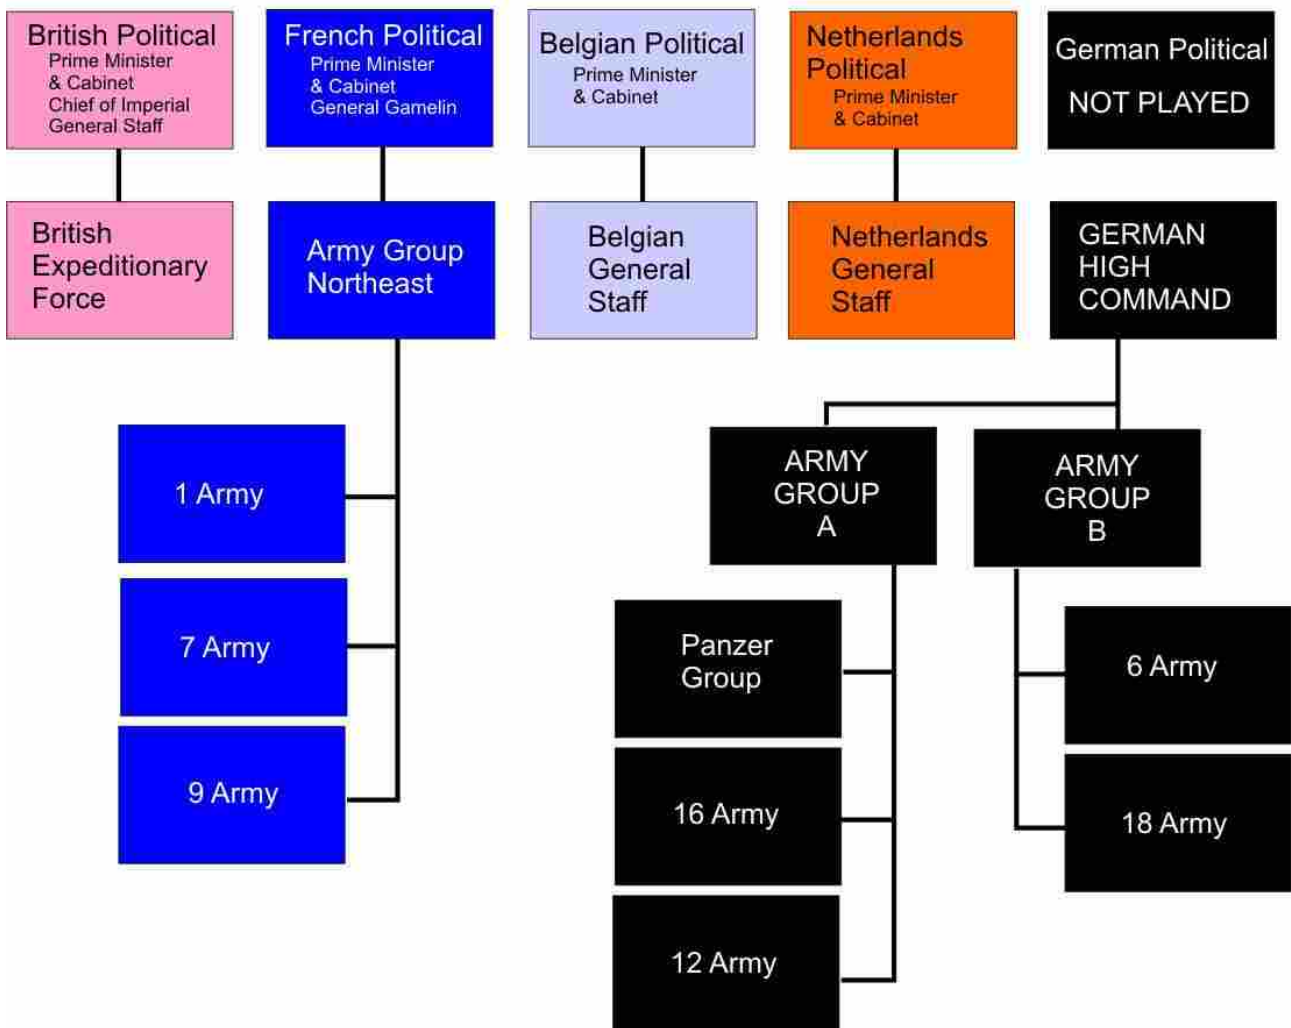 British Political
Prime Minister
& Cabinet
Chief of Imperial
General Staff
French Political
Prime Minister
& Cabinet
General Gamelin
Belgian Political
Prime Minister
& Cabinet
Netherlands
Political
Prime Minister
& Cabinet
German Political
NOT PLAYED
British
Expeditionary
Force
Army Group
Northeast
Belgian
General
Staff
Netherlands
General
Staff
GERMAN
HIGH
COMMAND
1 Army
7 Army
9 Army
ARMY
GROUP
A
ARMY
GROUP
B
Panzer
Group
16 Army
12 Army
6 Army
18 Army